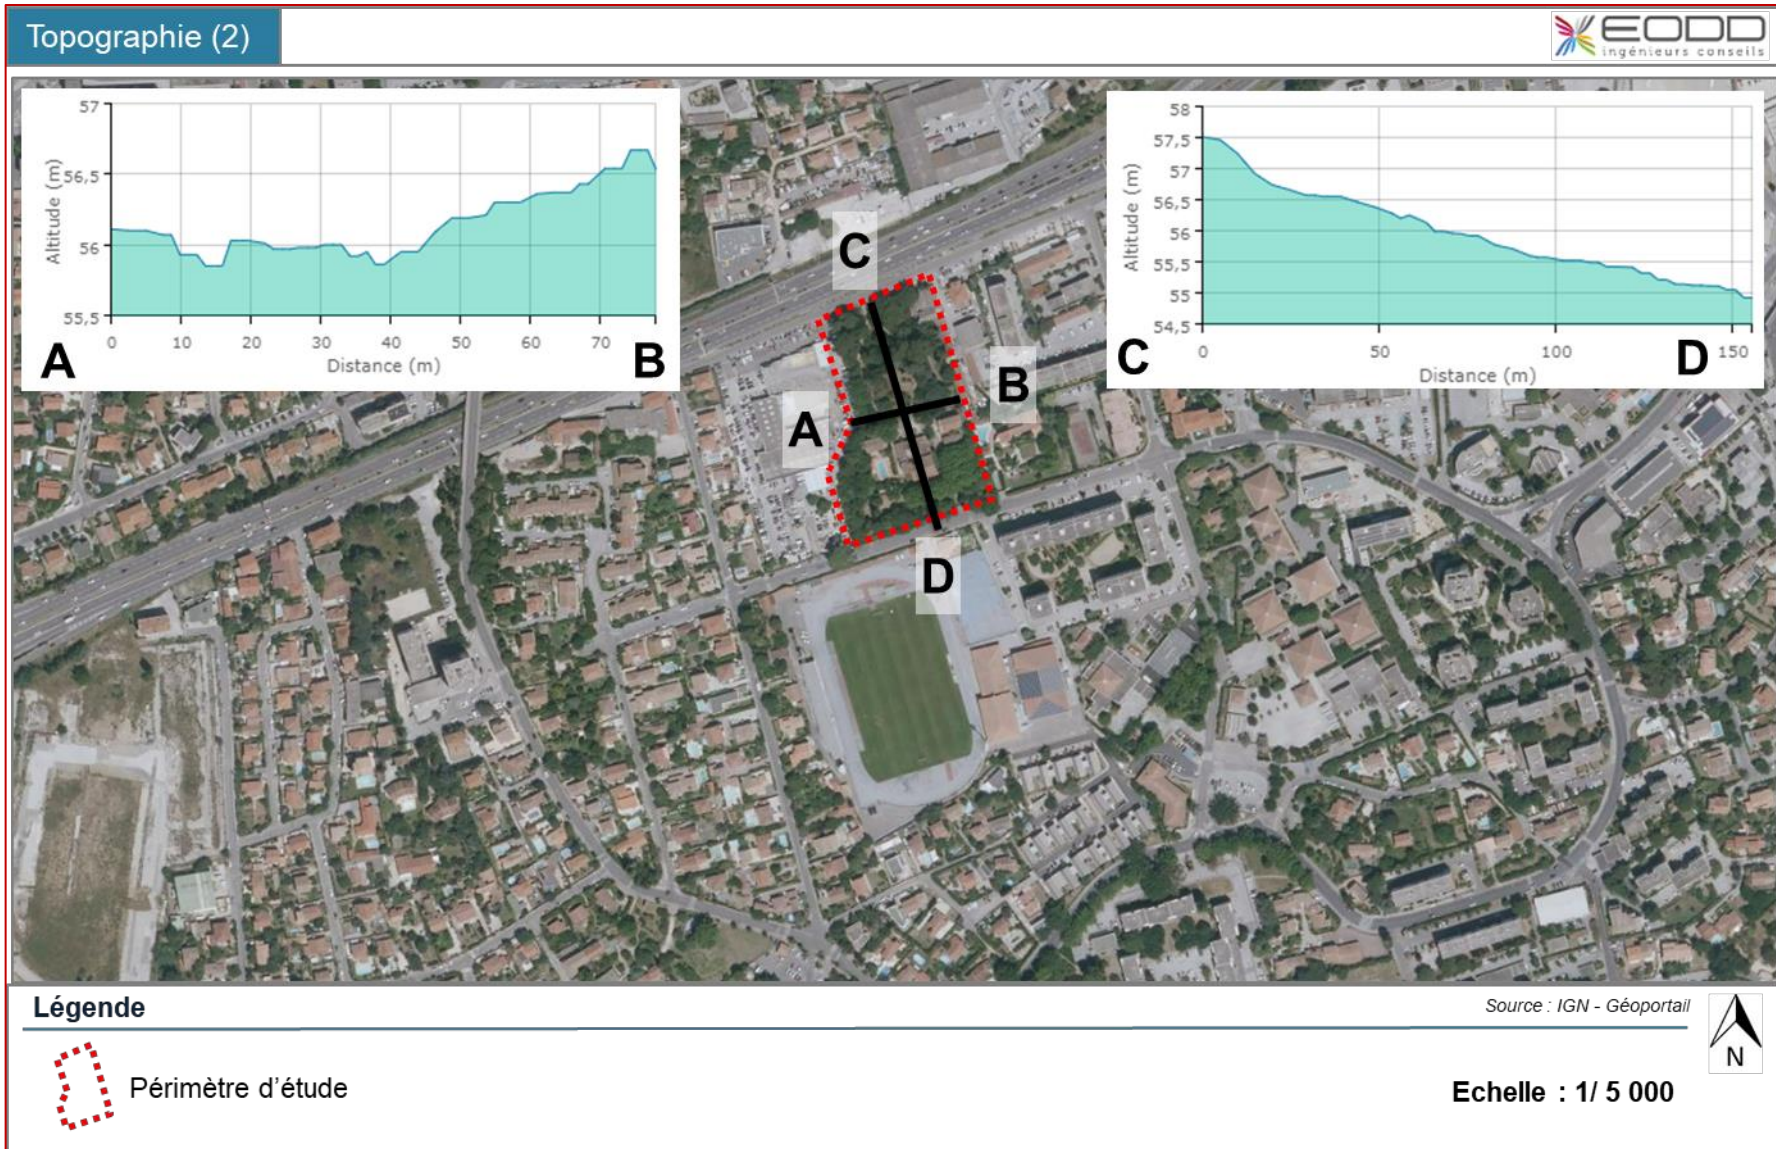 Topographie (2)
EODD
ingénieurs conseils
57
56,5
56
55,5
Altitude (m)
0 10 20 30 40 50 60 70
Distance (m)
A B
58
57,5
57
56,5
56
55,5
55
54,5
Altitude (m)
0 50 100 150
Distance (m)
C D
C
B
A
D
Légende
Source : IGN - Géoportail
N
Périmètre d'étude
Echelle : 1/ 5 000